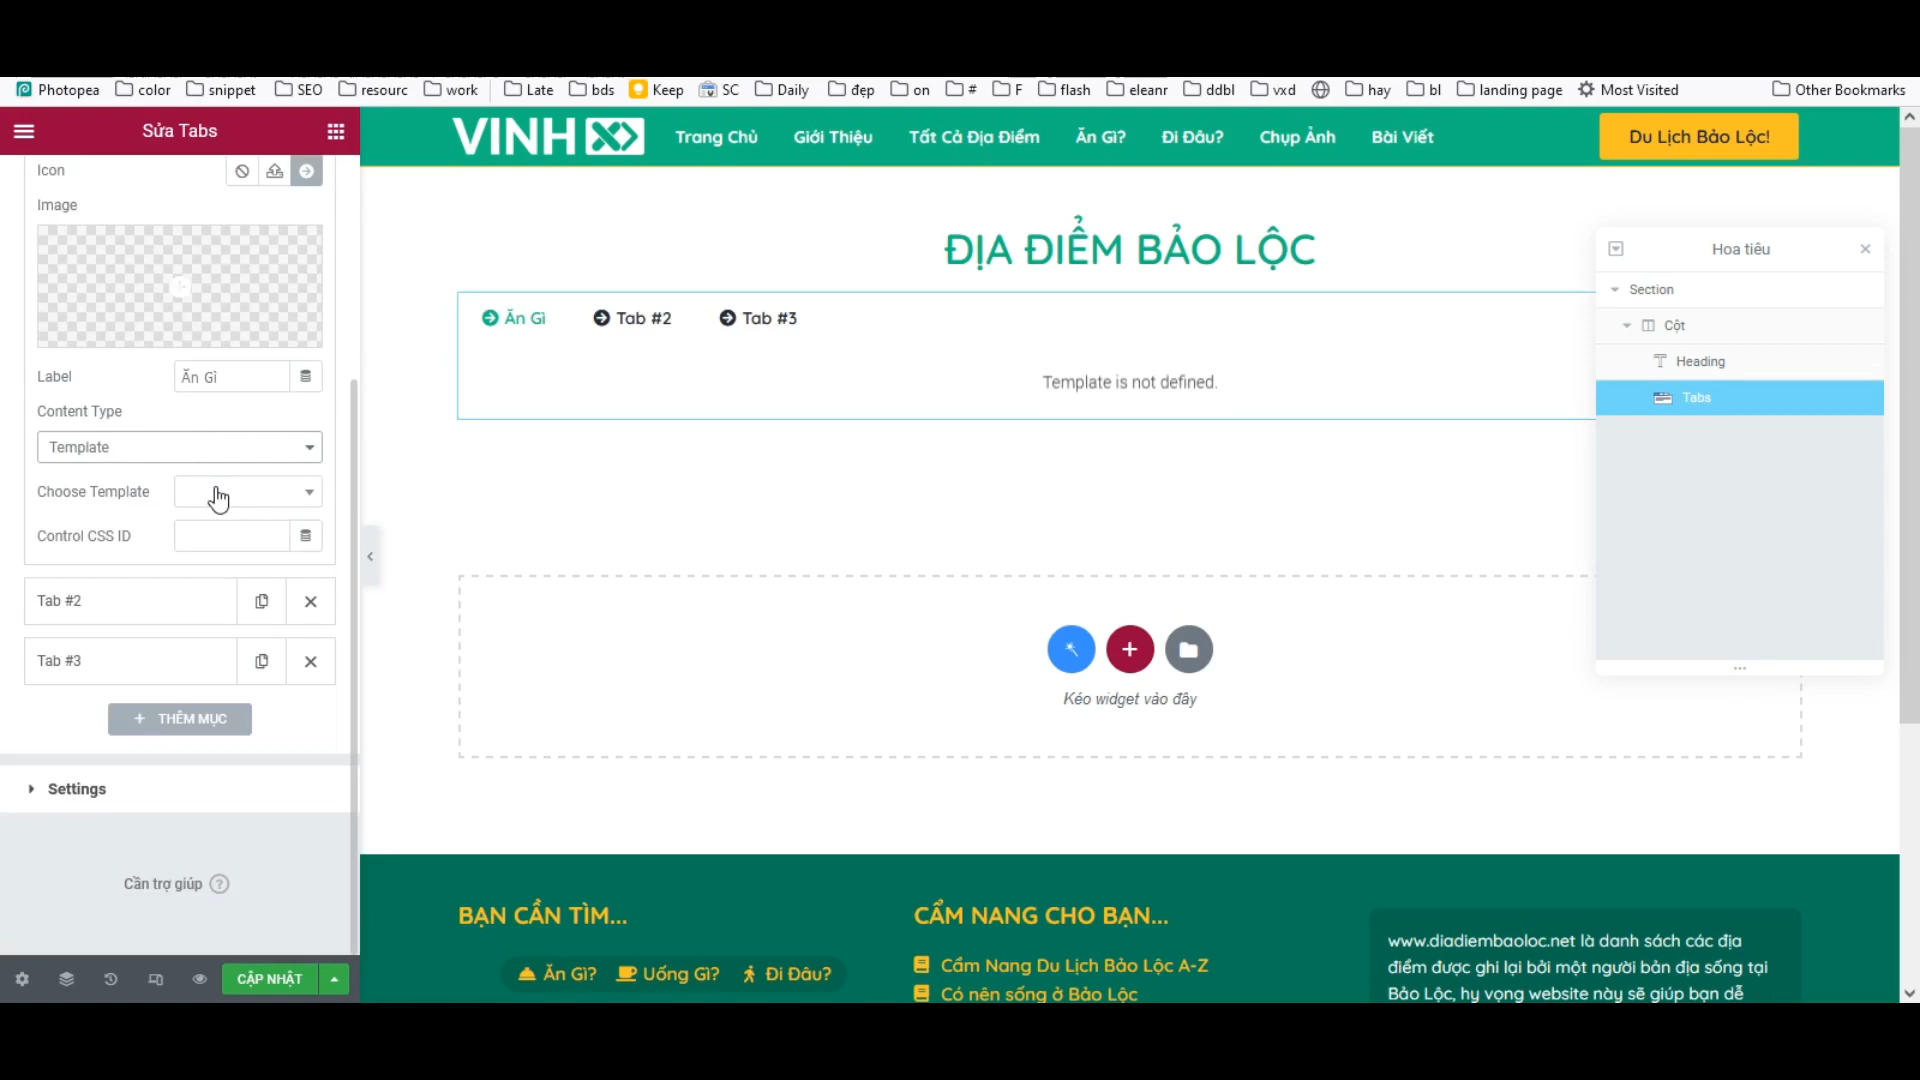 Photopea color snippet SEO resourc work Late bds Keep SC Daily đẹp on # F flash eleanr ddbl vxd hay bl landing page Most Visited Other Bookmarks
Sửa Tabs
Icon
Image
Label
Ăn Gì
Content Type
Template
Choose Template
Control CSS ID
Tab #2
Tab #3
+ THÊM MỤC
Settings
Cần trợ giúp ?
CẬP NHẬT
VINH
Trang Chủ Giới Thiệu Tất Cả Địa Điểm Ăn Gì? Đi Đâu? Chụp Ảnh Bài Viết
Du Lịch Bảo Lộc!
ĐỊA ĐIỂM BẢO LỘC
Ăn Gì Tab #2 Tab #3
Template is not defined.
Kéo widget vào đây
Hoa tiêu
Section
Cột
Heading
Tabs
BẠN CẦN TÌM...
Ăn Gì? Uống Gì? Đi Đâu?
CẨM NANG CHO BẠN...
Cẩm Nang Du Lịch Bảo Lộc A-Z
Có nên sống ở Bảo Lộc
www.diadiembaoloc.net là danh sách các địa
điểm được ghi lại bởi một người bản địa sống tại
Bảo Lộc, hy vọng website này sẽ giúp bạn dễ